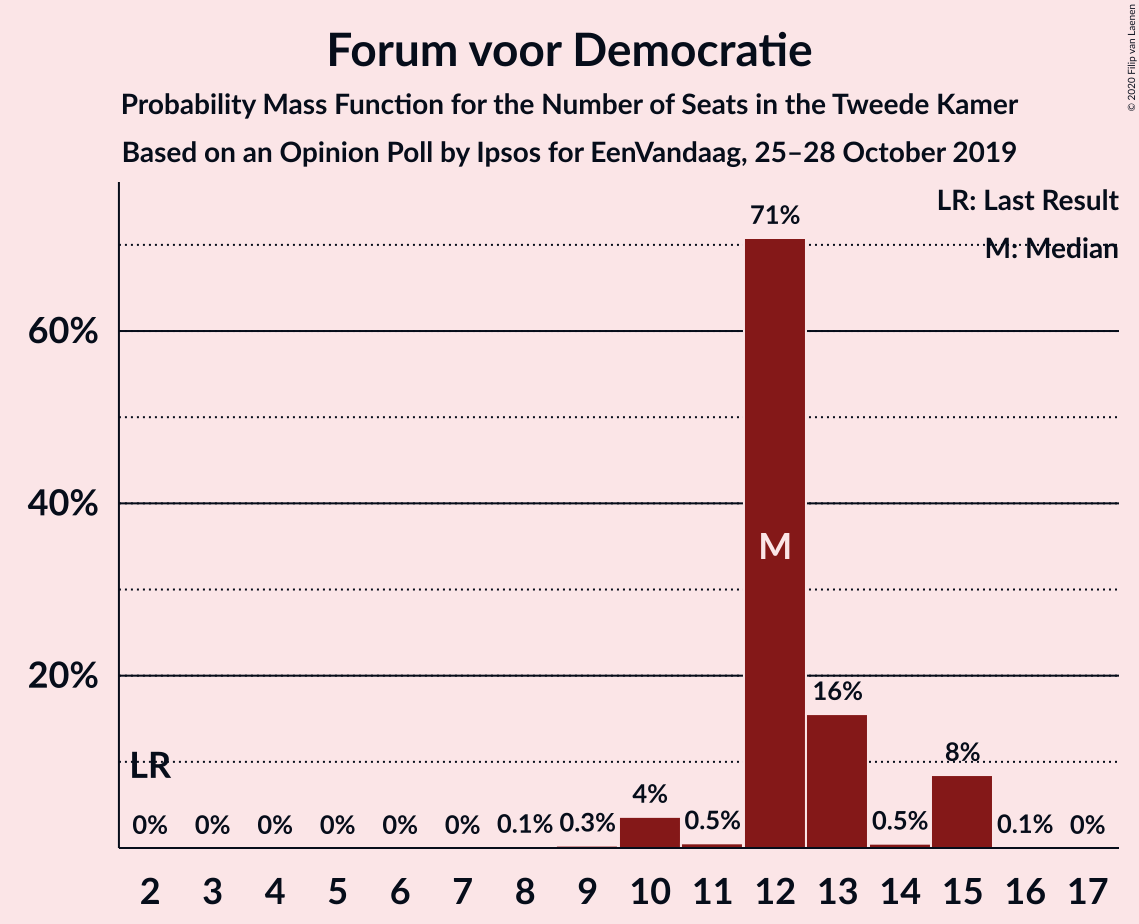 Forum voor Democratie
Probability Mass Function for the Number of Seats in the Tweede Kamer
Based on an Opinion Poll by Ipsos for EenVandaag, 25–28 October 2019
© 2020 Filip van Laenen
LR: Last Result
M: Median
71%
60%
40%
M
20%
16%
LR
8%
4%
0% 0% 0% 0% 0% 0% 0.1% 0.3% 0.5% 0.5% 0.1% 0%
2 3 4 5 6 7 8 9 10 11 12 13 14 15 16 17